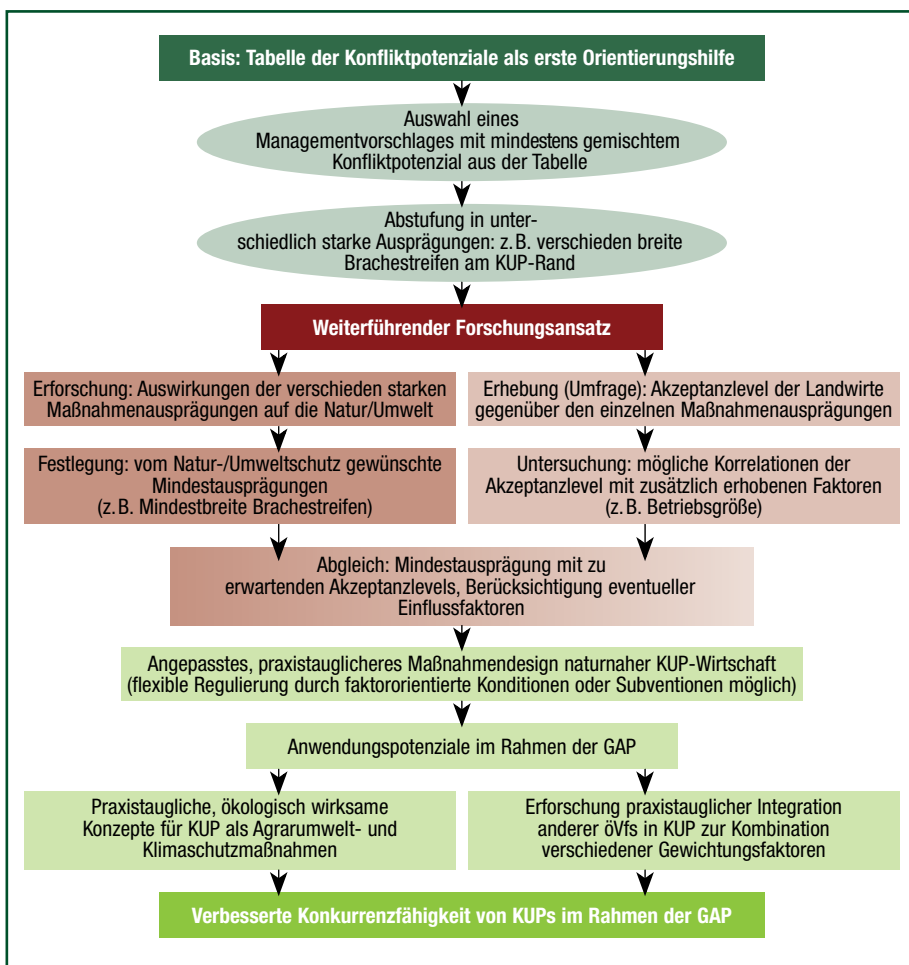 Basis: Tabelle der Konfliktpotenziale als erste Orientierungshilfe
Auswahl eines
Managementvorschlages mit mindestens gemischtem
Konfliktpotenzial aus der Tabelle
Abstufung in unter-
schiedlich starke Ausprägungen: z. B. verschieden breite
Brachestreifen am KUP-Rand
Weiterführender Forschungsansatz
Erforschung: Auswirkungen der verschieden starken
Maßnahmenausprägungen auf die Natur/Umwelt
Erhebung (Umfrage): Akzeptanzlevel der Landwirte
gegenüber den einzelnen Maßnahmenausprägungen
Festlegung: vom Natur-/Umweltschutz gewünschte
Mindestausprägungen
(z. B. Mindestbreite Brachestreifen)
Untersuchung: mögliche Korrelationen der
Akzeptanzlevel mit zusätzlich erhobenen Faktoren
(z. B. Betriebsgröße)
Abgleich: Mindestausprägung mit zu
erwartenden Akzeptanzlevels, Berücksichtigung eventueller
Einflussfaktoren
Angepasstes, praxistauglicheres Maßnahmendesign naturnaher KUP-Wirtschaft
(flexible Regulierung durch faktororientierte Konditionen oder Subventionen möglich)
Anwendungspotenziale im Rahmen der GAP
Praxistaugliche, ökologisch wirksame
Konzepte für KUP als Agrarumwelt- und
Klimaschutzmaßnahmen
Erforschung praxistauglicher Integration
anderer öVfs in KUP zur Kombination
verschiedener Gewichtungsfaktoren
Verbesserte Konkurrenzfähigkeit von KUPs im Rahmen der GAP